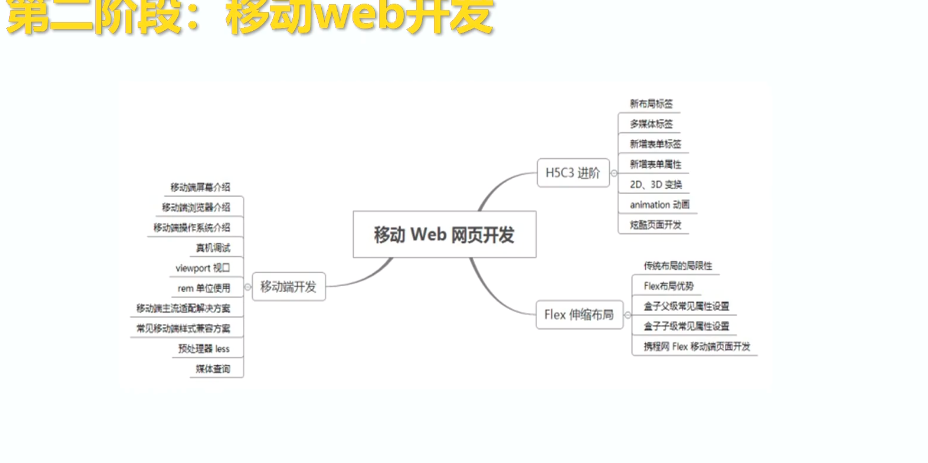 第二阶段：移动web开发
移动 Web 网页开发
H5C3 进阶
新布局标签
多媒体标签
新增表单标签
新增表单属性
2D、3D 变换
animation 动画
炫酷页面开发
Flex 伸缩布局
传统布局的局限性
Flex布局优势
盒子父级常见属性设置
盒子子级常见属性设置
携程网 Flex 移动端页面开发
移动端开发
移动端屏幕介绍
移动端浏览器介绍
移动端操作系统介绍
真机调试
viewport 视口
rem 单位使用
移动端主流适配解决方案
常见移动端样式兼容方案
预处理器 less
媒体查询